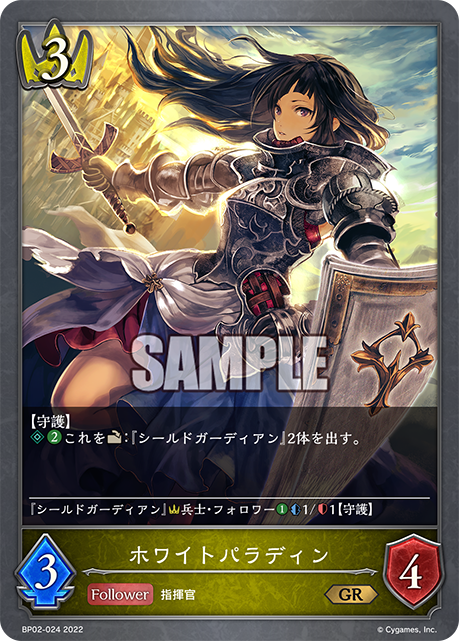 3
SAMPLE
【守護】
2 これを:『シールドガーディアン』2体を出す。
『シールドガーディアン』兵士・フォロワー 1 1/1【守護】
ホワイトパラディン
3
Follower 指揮官
GR
4
BP02-024 2022
© Cygames, Inc.